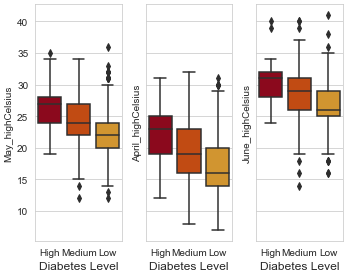 40
35
30
25
20
15
10
May_highCelsius
High Medium Low
Diabetes Level
April_highCelsius
High Medium Low
Diabetes Level
June_highCelsius
High Medium Low
Diabetes Level